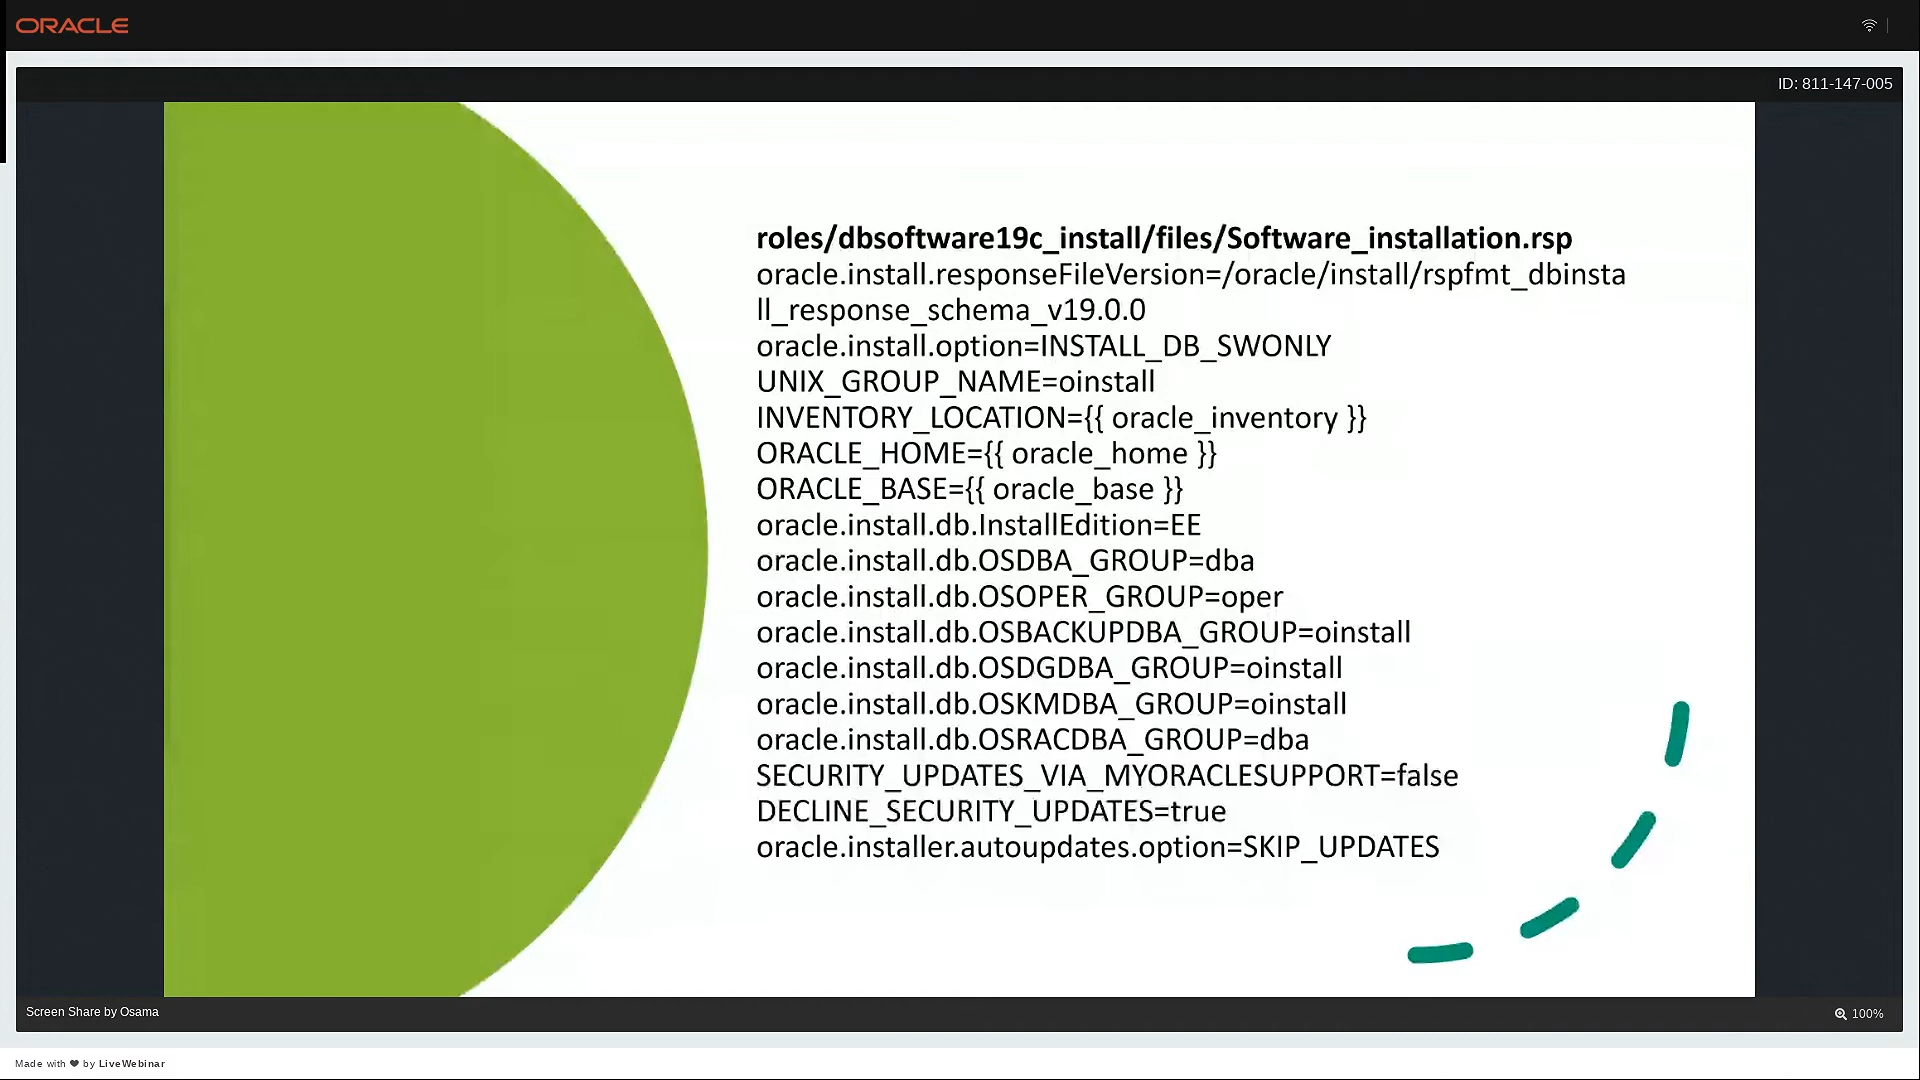 ORACLE
ID: 811-147-005
roles/dbsoftware19c_install/files/Software_installation.rsp
oracle.install.responseFileVersion=/oracle/install/rspfmt_dbinsta
ll_response_schema_v19.0.0
oracle.install.option=INSTALL_DB_SWONLY
UNIX_GROUP_NAME=oinstall
INVENTORY_LOCATION={{ oracle_inventory }}
ORACLE_HOME={{ oracle_home }}
ORACLE_BASE={{ oracle_base }}
oracle.install.db.InstallEdition=EE
oracle.install.db.OSDBA_GROUP=dba
oracle.install.db.OSOPER_GROUP=oper
oracle.install.db.OSBACKUPDBA_GROUP=oinstall
oracle.install.db.OSDGDBA_GROUP=oinstall
oracle.install.db.OSKMDBA_GROUP=oinstall
oracle.install.db.OSRACDBA_GROUP=dba
SECURITY_UPDATES_VIA_MYORACLESUPPORT=false
DECLINE_SECURITY_UPDATES=true
oracle.installer.autoupdates.option=SKIP_UPDATES
Screen Share by Osama
100%
Made with ❤ by LiveWebinar